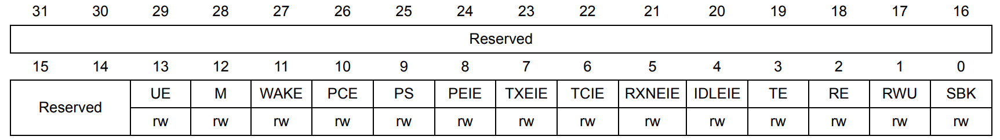 31 30 29 28 27 26 25 24 23 22 21 20 19 18 17 16
Reserved
15 14 13 12 11 10 9 8 7 6 5 4 3 2 1 0
Reserved UE M WAKE PCE PS PEIE TXEIE TCIE RXNEIE IDLEIE TE RE RWU SBK
rw rw rw rw rw rw rw rw rw rw rw rw rw rw